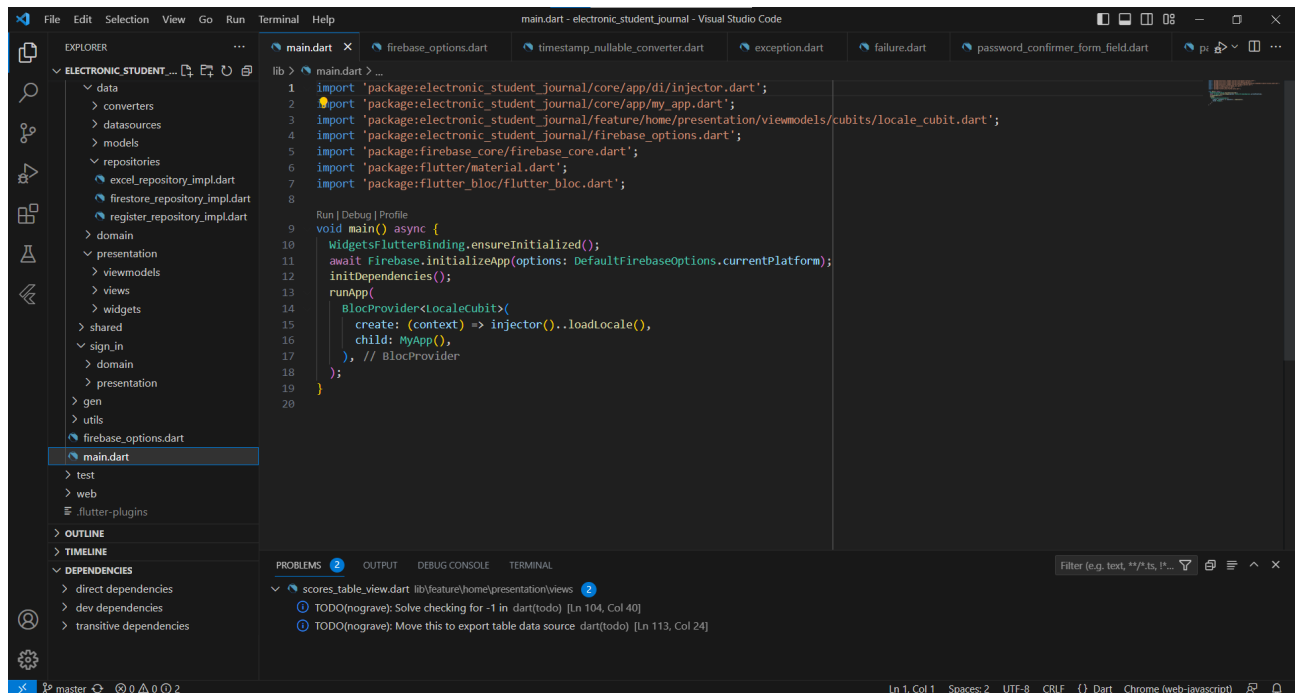 File Edit Selection View Go Run Terminal Help
main.dart - electronic_student_journal - Visual Studio Code
EXPLORER
ELECTRONIC_STUDENT_...
data
converters
datasources
models
repositories
excel_repository_impl.dart
firestore_repository_impl.dart
register_repository_impl.dart
domain
presentation
viewmodels
views
widgets
shared
sign_in
domain
presentation
gen
utils
firebase_options.dart
main.dart
test
web
.flutter-plugins
OUTLINE
TIMELINE
DEPENDENCIES
direct dependencies
dev dependencies
transitive dependencies
main.dart firebase_options.dart timestamp_nullable_converter.dart exception.dart failure.dart password_confirmer_form_field.dart
lib > main.dart > ...
1 import 'package:electronic_student_journal/core/app/di/injector.dart';
2 import 'package:electronic_student_journal/core/app/my_app.dart';
3 import 'package:electronic_student_journal/feature/home/presentation/viewmodels/cubits/locale_cubit.dart';
4 import 'package:electronic_student_journal/firebase_options.dart';
5 import 'package:firebase_core/firebase_core.dart';
6 import 'package:flutter/material.dart';
7 import 'package:flutter_bloc/flutter_bloc.dart';
8
Run | Debug | Profile
9 void main() async {
10 WidgetsFlutterBinding.ensureInitialized();
11 await Firebase.initializeApp(options: DefaultFirebaseOptions.currentPlatform);
12 initDependencies();
13 runApp(
14 BlocProvider<LocaleCubit>(
15 create: (context) => injector()..loadLocale(),
16 child: MyApp(),
17 ), // BlocProvider
18 );
19 }
20
PROBLEMS 2 OUTPUT DEBUG CONSOLE TERMINAL
Filter (e.g. text, **/*.ts, !*...
scores_table_view.dart lib\feature\home\presentation\views 2
TODO(nograve): Solve checking for -1 in dart(todo) [Ln 104, Col 40]
TODO(nograve): Move this to export table data source dart(todo) [Ln 113, Col 24]
master 0 0 2
Ln 1, Col 1 Spaces: 2 UTF-8 CRLF {} Dart Chrome (web-javascript)